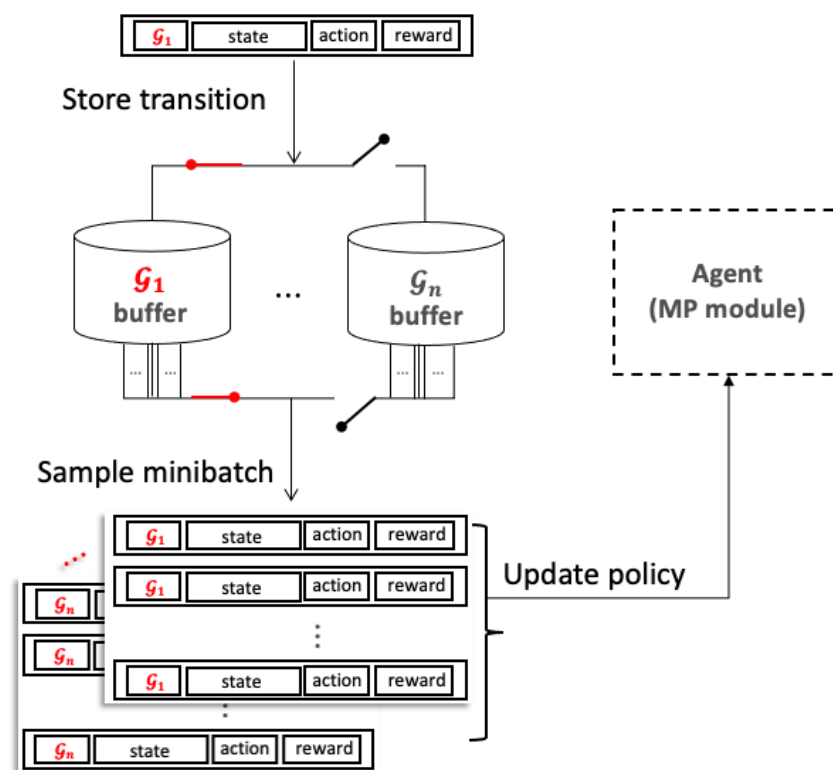 𝒢₁ state action reward
Store transition
𝒢₁ buffer
...
𝒢ₙ buffer
... ...
... ...
Agent
(MP module)
Sample minibatch
𝒢₁ state action reward
𝒢₁ state action reward
...
𝒢₁ state action reward
Update policy
...
𝒢ₙ
𝒢ₙ
...
𝒢ₙ state action reward